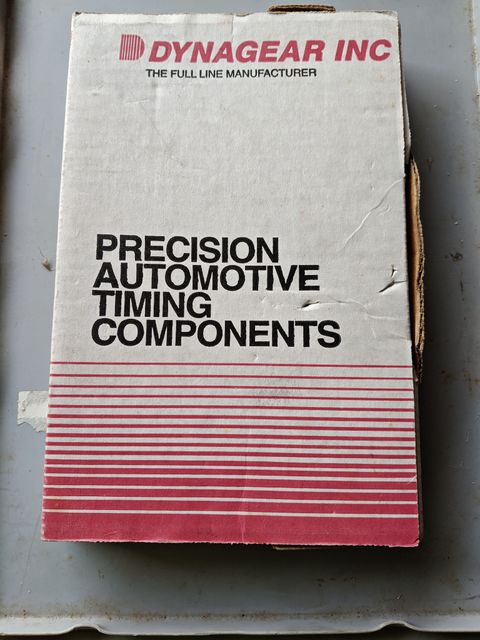 DYNAGEAR INC
THE FULL LINE MANUFACTURER
PRECISION
AUTOMOTIVE
TIMING
COMPONENTS